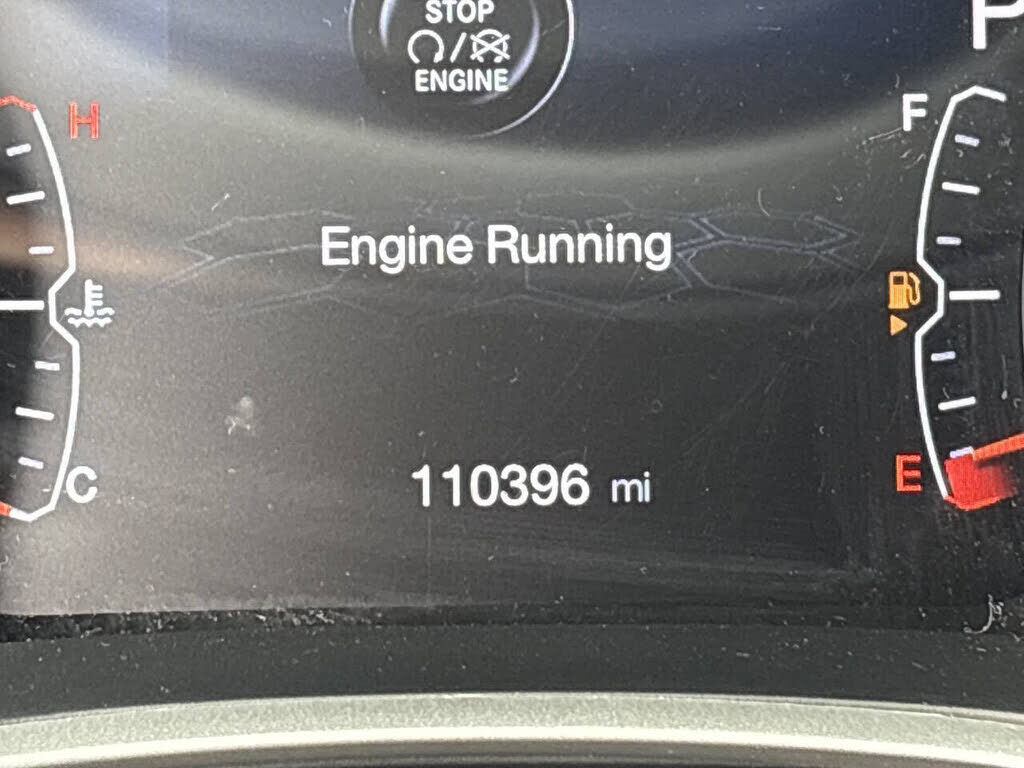 STOP
/
ENGINE
P
H
F
Engine Running
C
110396 mi
E